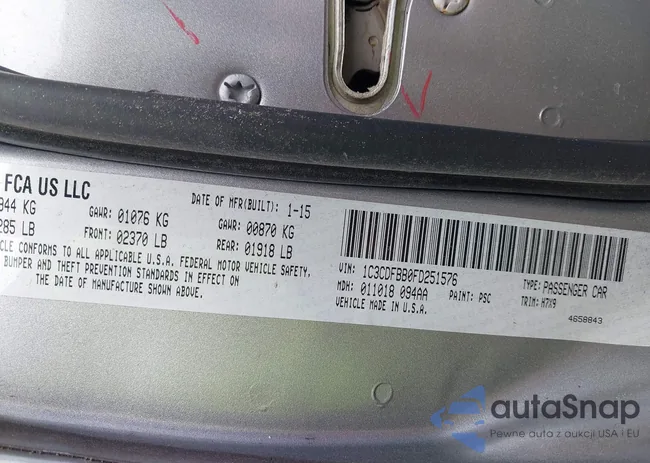 FCA US LLC
DATE OF MFR(BUILT): 1-15
944 KG GAWR: 01076 KG GAWR: 00870 KG
285 LB FRONT: 02370 LB REAR: 01918 LB
CLE CONFORMS TO ALL APPLICABLE U.S.A. FEDERAL MOTOR VEHICLE SAFETY,
BUMPER AND THEFT PREVENTION STANDARDS IN EFFECT ON
THE DATE OF MANUFACTURE SHOWN ABOVE.
VIN: 1C3CDFBB0FD251576 TYPE: PASSENGER CAR
MDH: 011018 094AA PAINT: PSC TRIM: H7X9
VEHICLE MADE IN U.S.A.
4658843
autoSnap
Pewne auta z aukcji USA i EU